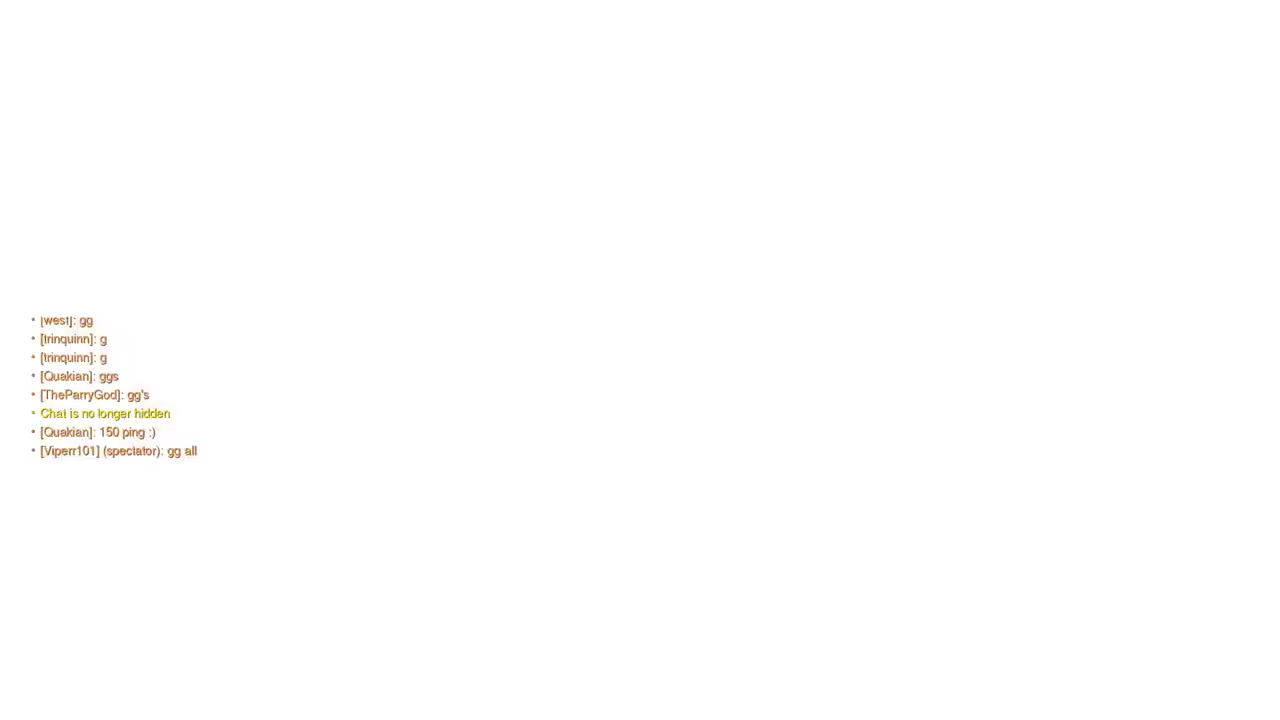 • [west]: gg
• [trinquinn]: g
• [trinquinn]: g
• [Quakian]: ggs
• [TheParryGod]: gg's
• Chat is no longer hidden
• [Quakian]: 150 ping :)
• [Viperr101] (spectator): gg all